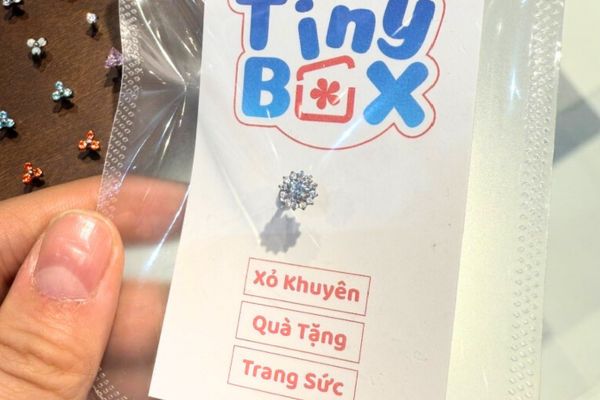 Tiny
BOX
Xỏ Khuyên
Quà Tặng
Trang Sức